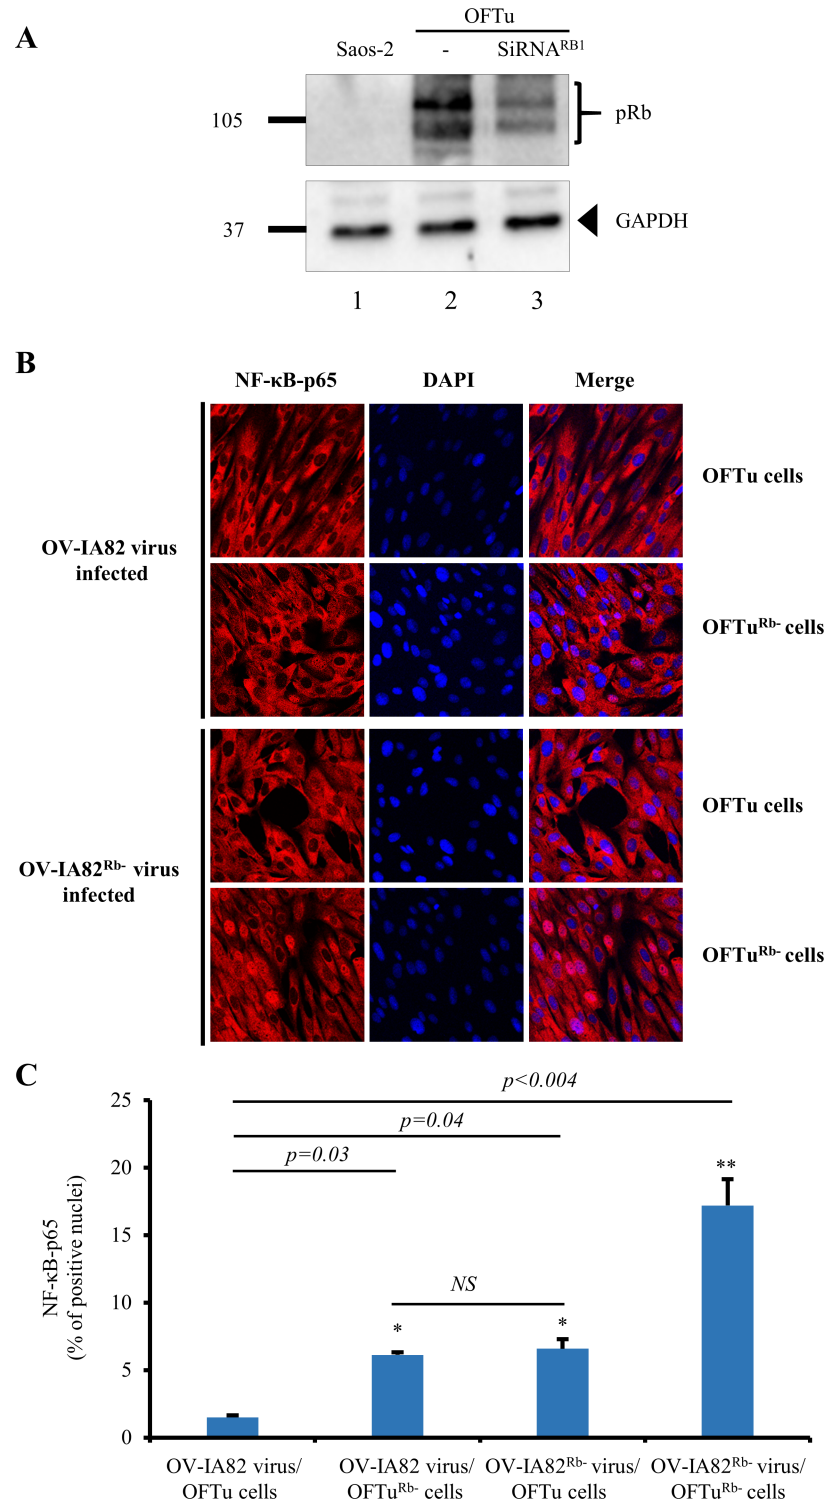 A
OFTu
Saos-2 - SiRNA^RB1
105
pRb
37
GAPDH
1 2 3
B
NF-κB-p65 DAPI Merge
OFTu cells
OV-IA82 virus
infected
OFTu^Rb- cells
OFTu cells
OV-IA82^Rb- virus
infected
OFTu^Rb- cells
C
p<0.004
p=0.04
p=0.03
NS
*
*
**
NF-κB-p65
(% of positive nuclei)
25
20
15
10
5
0
OV-IA82 virus/
OFTu cells
OV-IA82 virus/
OFTu^Rb- cells
OV-IA82^Rb- virus/
OFTu cells
OV-IA82^Rb- virus/
OFTu^Rb- cells